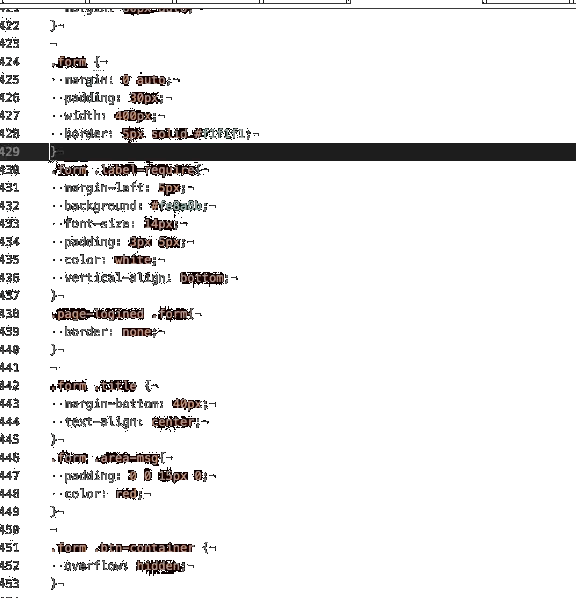 421   margin: 30px auto;
422 }
423
424 .form {
425   margin: 0 auto;
426   padding: 30px;
427   width: 400px;
428   border: 5px solid #f1f1f1;
429 }
430 .form .label-require{
431   margin-left: 5px;
432
433   font-size: 14px;
434   padding: 3px 5px;
435   color: white;
436   vertical-align: bottom;
437 }
438 .page-logined .form{
439   border: none;
440 }
441
442 .form .title {
443   margin-bottom: 40px;
444   text-align: center;
445 }
446 .form .area-msg{
447   padding: 0 0 15px 0;
448   color: red;
449 }
450
451 .form .btn-container {
452   overflow: hidden;
453 }